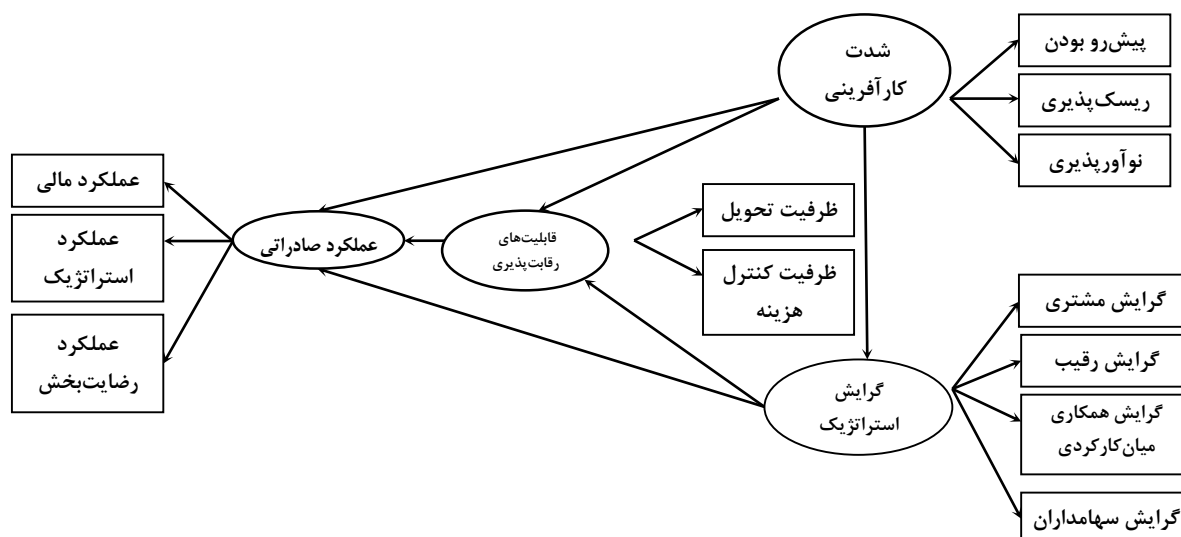 شدت
کارآفرینی
پیش‌رو بودن
ریسک‌پذیری
نوآورپذیری
ظرفیت تحویل
ظرفیت کنترل
هزینه
قابلیت‌های
رقابت‌پذیری
عملکرد صادراتی
عملکرد مالی
عملکرد
استراتژیک
عملکرد
رضایت‌بخش
گرایش
استراتژیک
گرایش مشتری
گرایش رقیب
گرایش همکاری
میان‌کارکردی
گرایش سهامداران